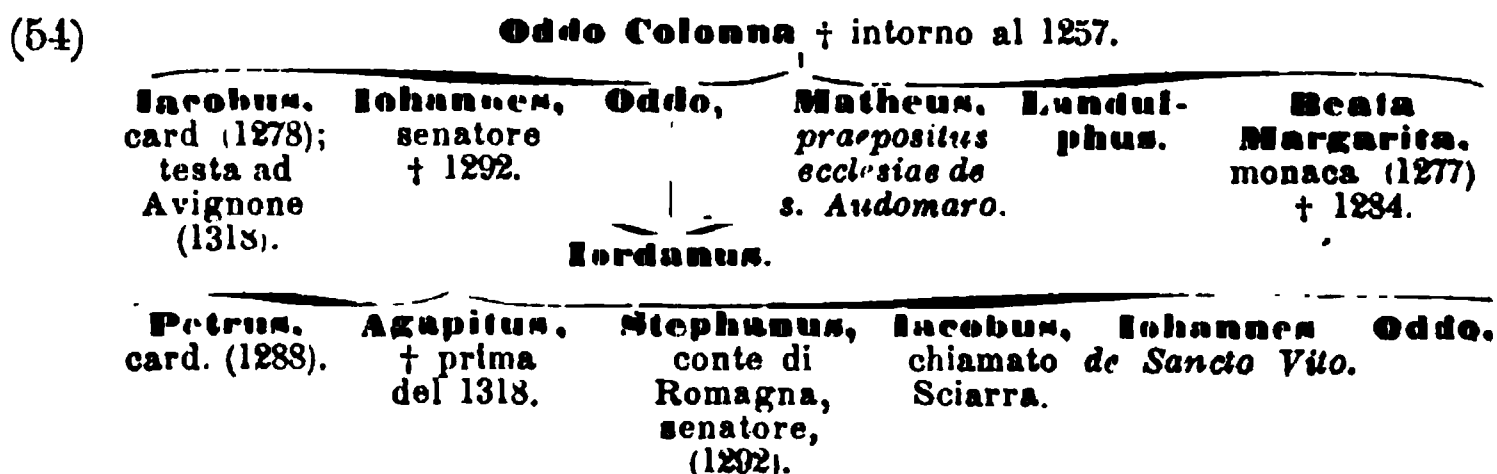 (54) Oddo Colonna † intorno al 1257.
Iacobus. Iohannes, Oddo, Matheus. Landul- Beata
card (1278); senatore praepositus phus. Margarita.
testa ad † 1292. ecclesiae de monaca (1277)
Avignone s. Audomaro. † 1284.
(1318).
Iordanus.
Petrus. Agapitus, Stephanus, Iacobus, Iohannes Oddo.
card. (1288). † prima conte di chiamato de Sancto Vito.
del 1318. Romagna, Sciarra.
senatore,
(1292).